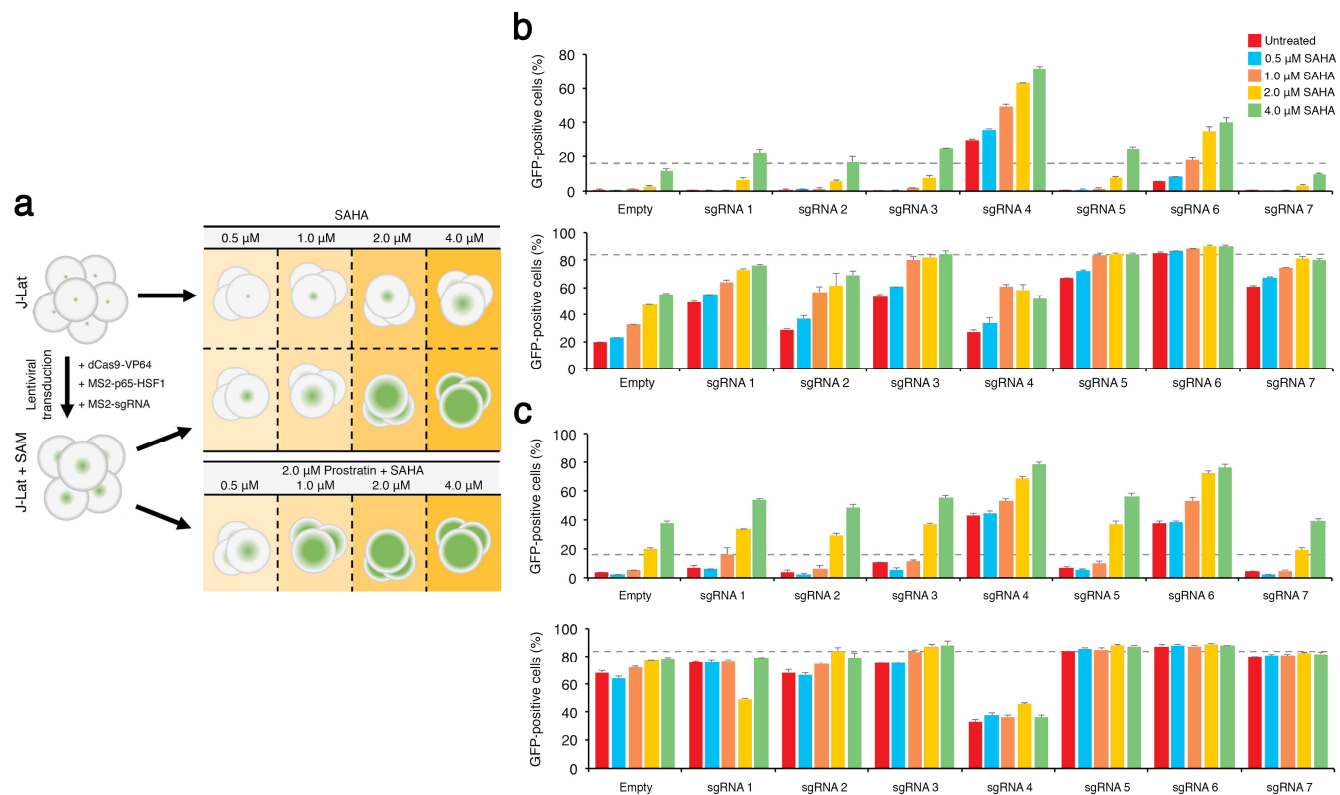 a
SAHA
0.5 µM 1.0 µM 2.0 µM 4.0 µM
J-Lat
Lentiviral
transduction
+ dCas9-VP64
+ MS2-p65-HSF1
+ MS2-sgRNA
J-Lat + SAM
2.0 µM Prostratin + SAHA
0.5 µM 1.0 µM 2.0 µM 4.0 µM
b
Untreated
0.5 µM SAHA
1.0 µM SAHA
2.0 µM SAHA
4.0 µM SAHA
GFP-positive cells (%)
80
60
40
20
0
Empty sgRNA 1 sgRNA 2 sgRNA 3 sgRNA 4 sgRNA 5 sgRNA 6 sgRNA 7
GFP-positive cells (%)
100
80
60
40
20
0
Empty sgRNA 1 sgRNA 2 sgRNA 3 sgRNA 4 sgRNA 5 sgRNA 6 sgRNA 7
c
GFP-positive cells (%)
100
80
60
40
20
0
Empty sgRNA 1 sgRNA 2 sgRNA 3 sgRNA 4 sgRNA 5 sgRNA 6 sgRNA 7
GFP-positive cells (%)
100
80
60
40
20
0
Empty sgRNA 1 sgRNA 2 sgRNA 3 sgRNA 4 sgRNA 5 sgRNA 6 sgRNA 7